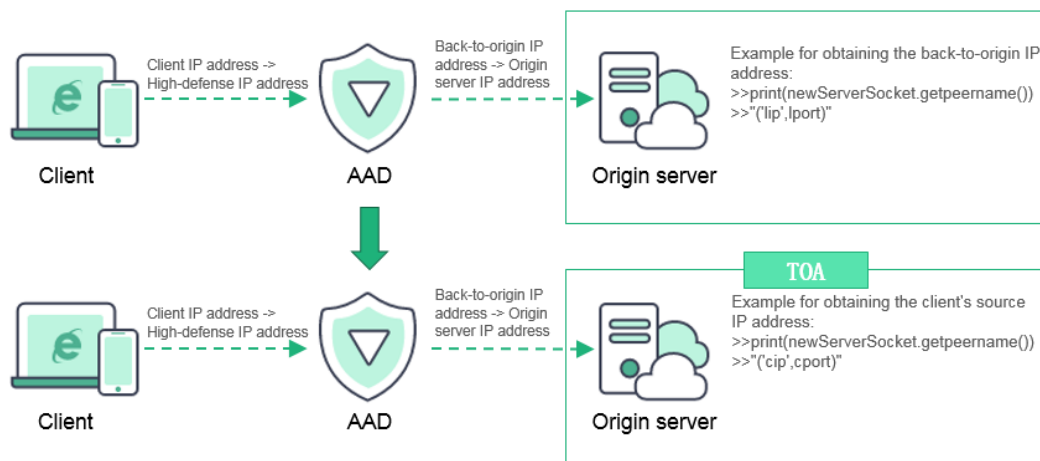 Client IP address ->
High-defense IP address
Back-to-origin IP
address -> Origin
server IP address
Example for obtaining the back-to-origin IP
address:
>>print(newServerSocket.getpeername())
>>"('lip',lport)"
Client
AAD
Origin server
TOA
Client IP address ->
High-defense IP address
Back-to-origin IP
address -> Origin
server IP address
Example for obtaining the client's source
IP address:
>>print(newServerSocket.getpeername())
>>"('cip',cport)"
Client
AAD
Origin server